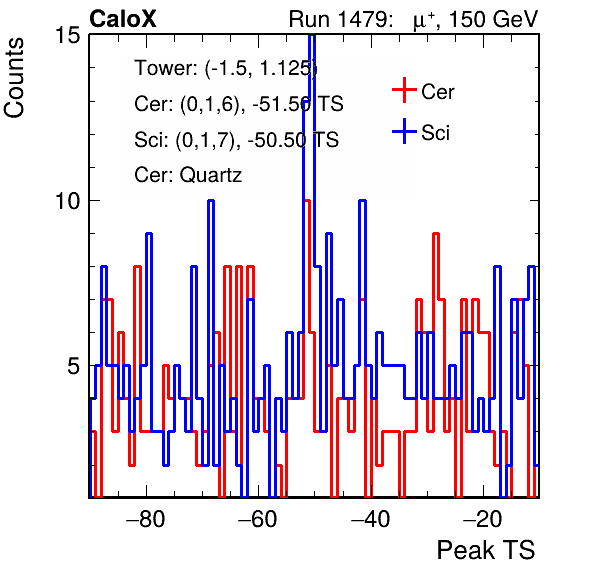 CaloX Run 1479: μ⁺, 150 GeV
Counts
15
10
5
Tower: (-1.5, 1.125)
Cer: (0,1,6), -51.50 TS
Sci: (0,1,7), -50.50 TS
Cer: Quartz
Cer
Sci
−80 −60 −40 −20
Peak TS